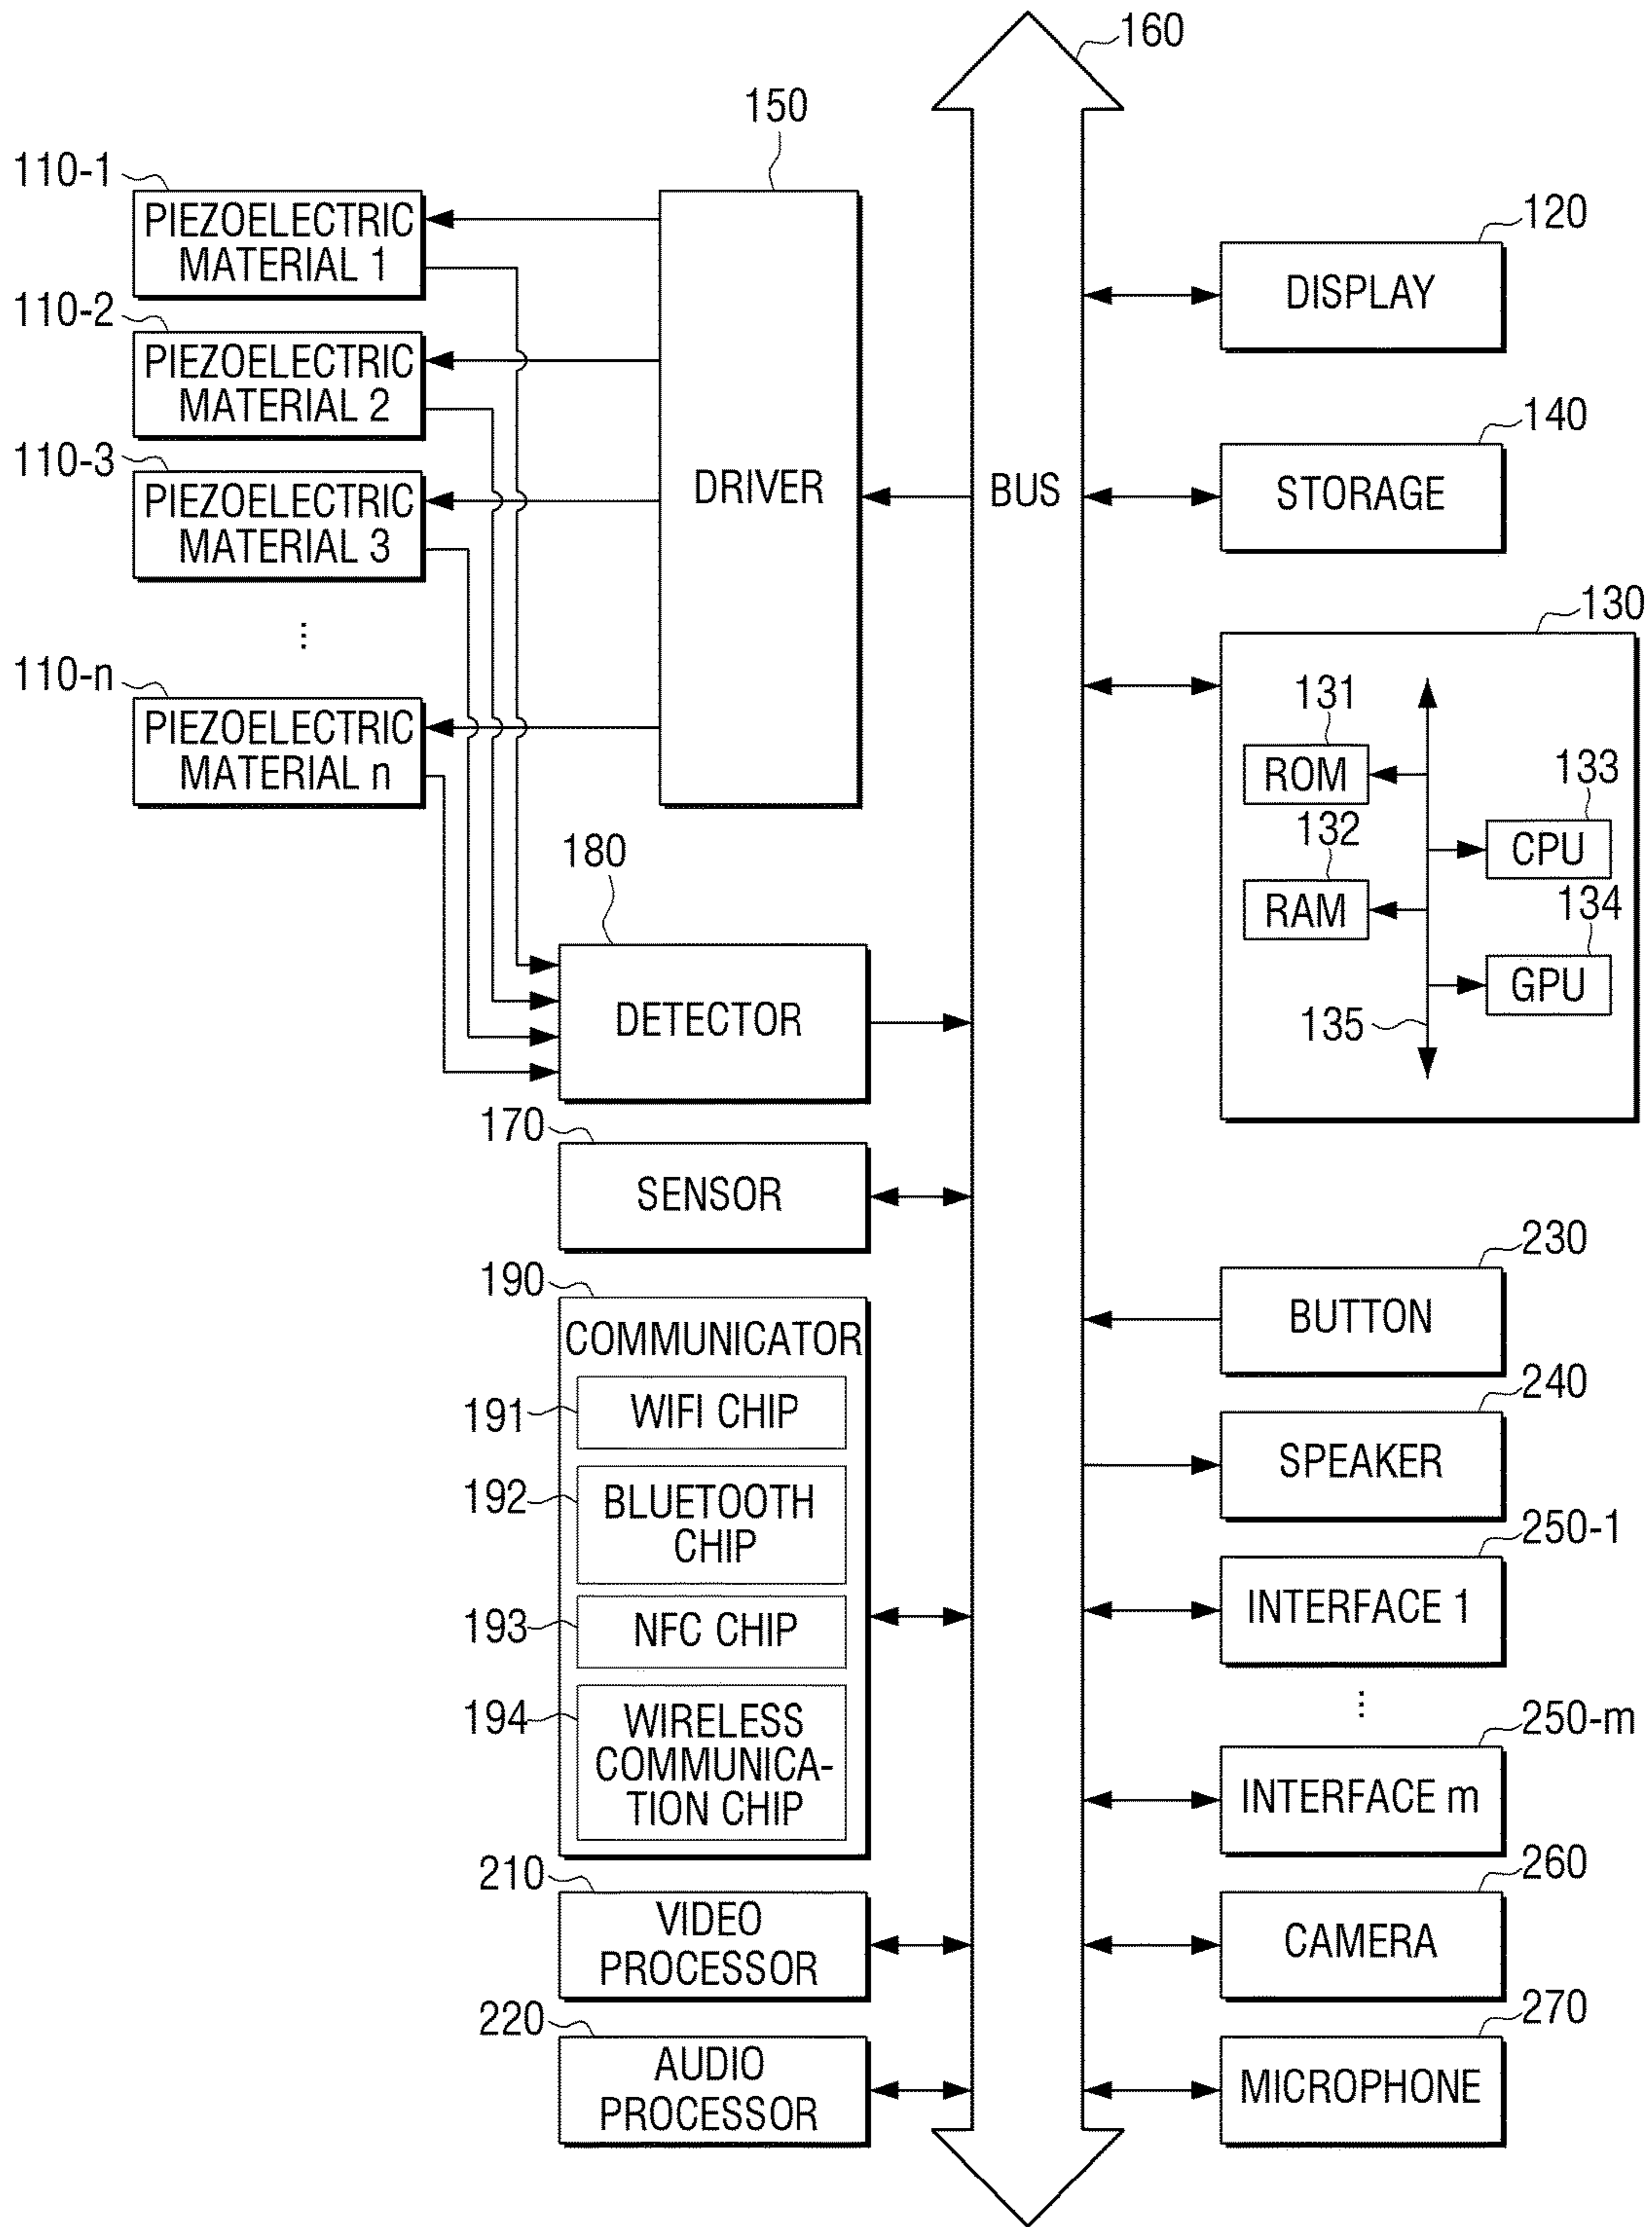 160
150
110-1
PIEZOELECTRIC
MATERIAL 1
110-2
PIEZOELECTRIC
MATERIAL 2
110-3
PIEZOELECTRIC
MATERIAL 3
...
110-n
PIEZOELECTRIC
MATERIAL n
DRIVER
BUS
120
DISPLAY
140
STORAGE
130
131
ROM
133
CPU
132
RAM
134
GPU
135
180
DETECTOR
170
SENSOR
190
COMMUNICATOR
191
WIFI CHIP
192
BLUETOOTH
CHIP
193
NFC CHIP
194
WIRELESS
COMMUNICA-
TION CHIP
210
VIDEO
PROCESSOR
220
AUDIO
PROCESSOR
230
BUTTON
240
SPEAKER
250-1
INTERFACE 1
...
250-m
INTERFACE m
260
CAMERA
270
MICROPHONE